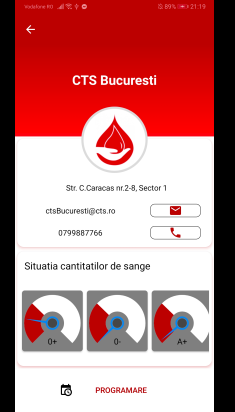 Vodafone RO
89% 21:19
CTS Bucuresti
Str. C.Caracas nr.2-8, Sector 1
ctsBucuresti@cts.ro
0799887766
Situatia cantitatilor de sange
0+ 0- A+
PROGRAMARE